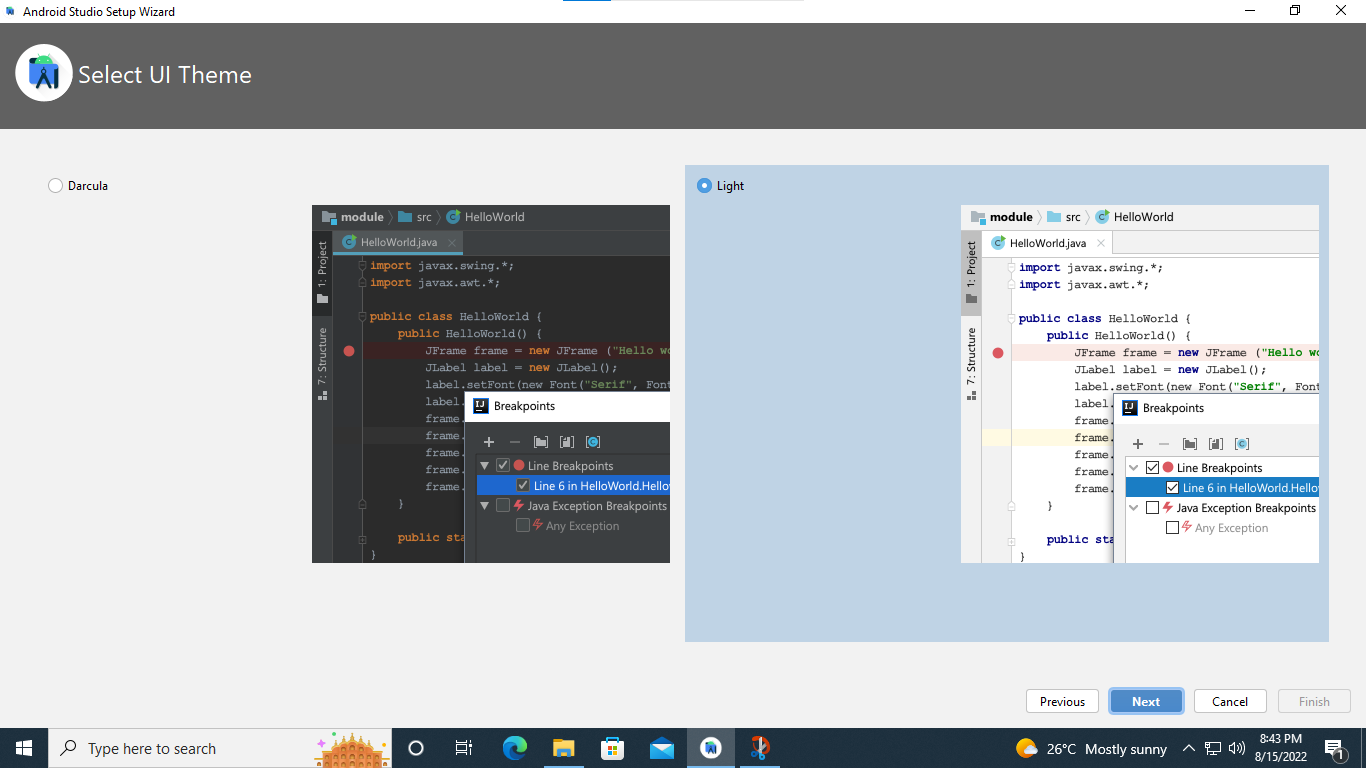 Android Studio Setup Wizard
Select UI Theme
Darcula
module src HelloWorld
HelloWorld.java
1: Project
7: Structure
import javax.swing.*;
import javax.awt.*;
public class HelloWorld {
public HelloWorld() {
JFrame frame = new JFrame ("Hello wo
JLabel label = new JLabel();
label.setFont(new Font("Serif", Font
label.
frame.
frame.
frame.
frame.
frame.
}
public sta
}
Breakpoints
Line Breakpoints
Line 6 in HelloWorld.Hello
Java Exception Breakpoints
Any Exception
Light
module src HelloWorld
HelloWorld.java
1: Project
7: Structure
import javax.swing.*;
import javax.awt.*;
public class HelloWorld {
public HelloWorld() {
JFrame frame = new JFrame ("Hello wo
JLabel label = new JLabel();
label.setFont(new Font("Serif", Font
label.
frame.
frame.
frame.
frame.
frame.
}
public sta
}
Breakpoints
Line Breakpoints
Line 6 in HelloWorld.Hello
Java Exception Breakpoints
Any Exception
Previous Next Cancel Finish
Type here to search
26°C Mostly sunny
8:43 PM
8/15/2022
1